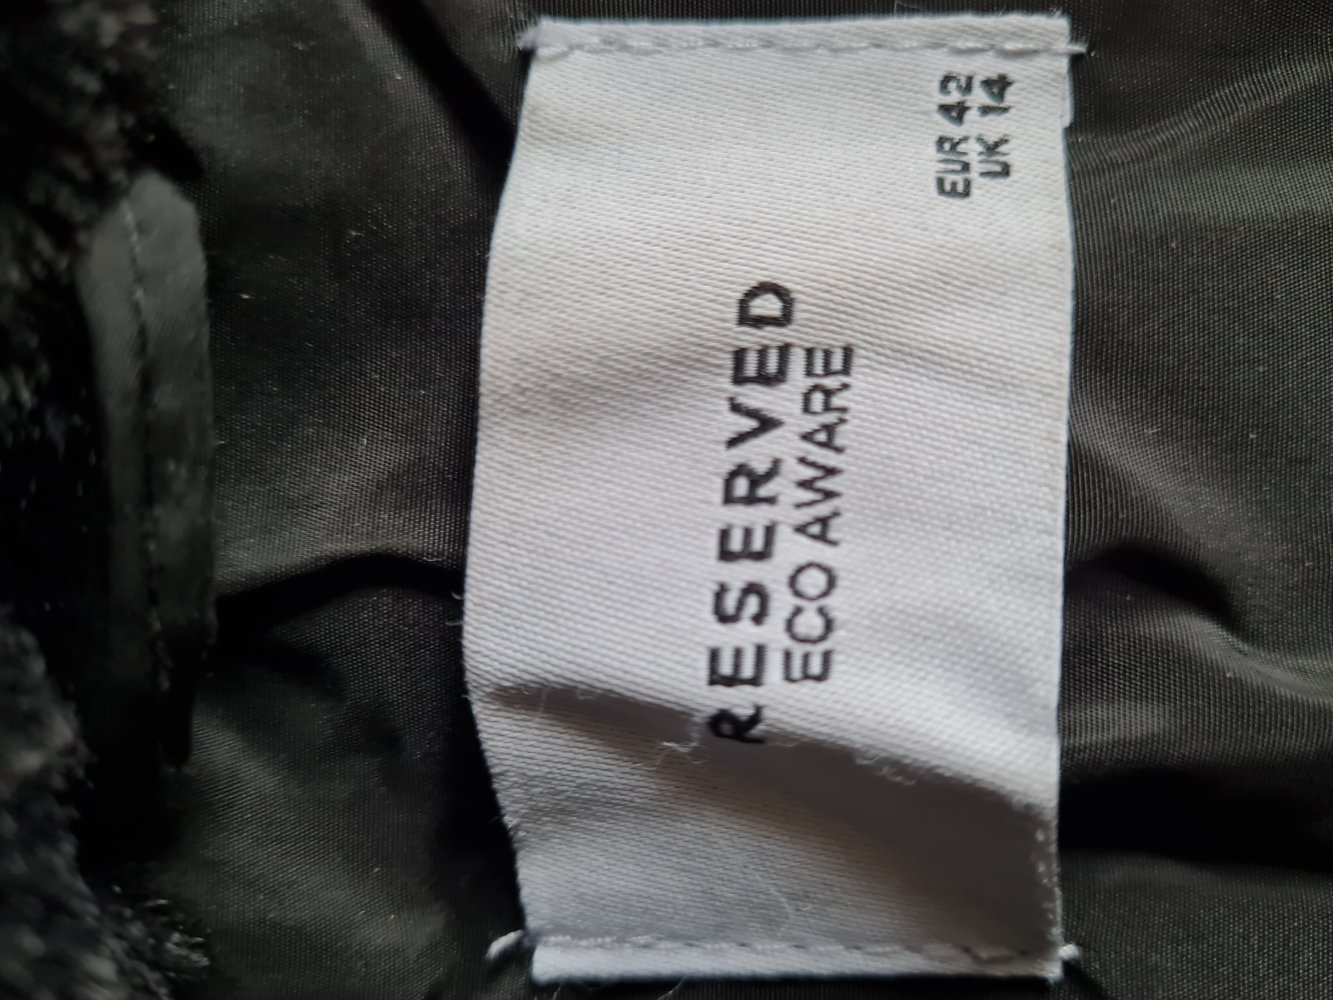 RESERVED
ECO AWARE
EUR 42
UK 14